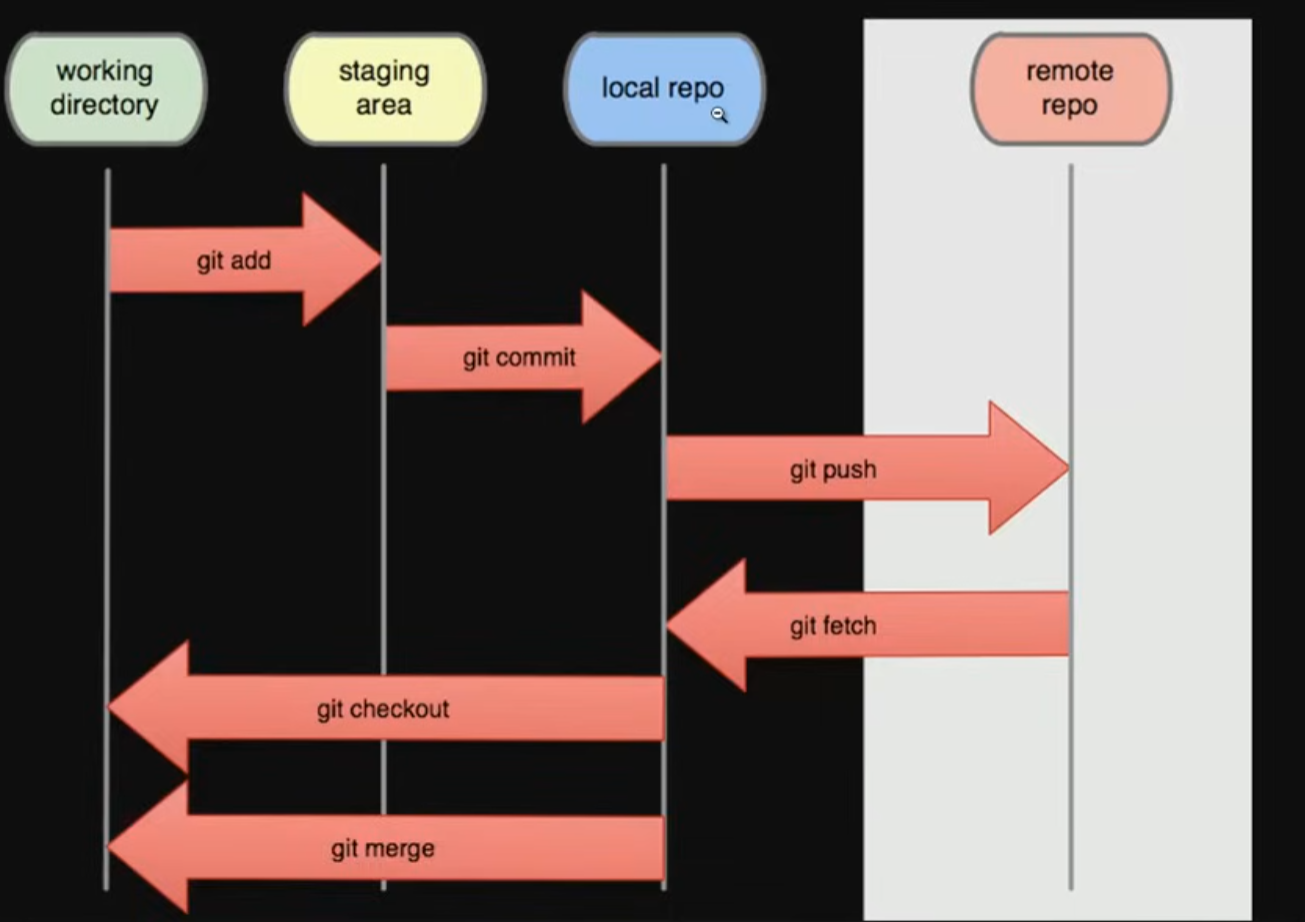 working
directory
staging
area
local repo
remote
repo
git add
git commit
git push
git fetch
git checkout
git merge